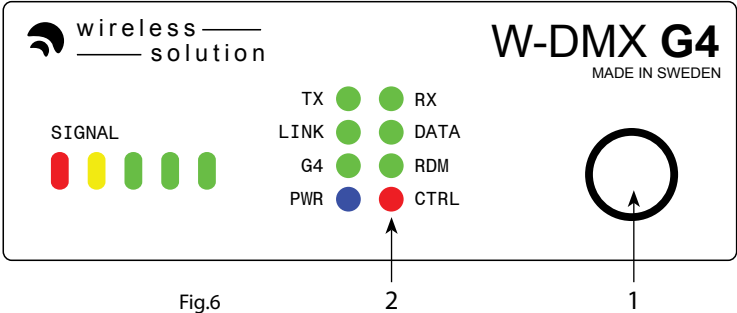 wireless
solution
W-DMX G4
MADE IN SWEDEN
SIGNAL
TX RX
LINK DATA
G4 RDM
PWR CTRL
Fig.6 2 1